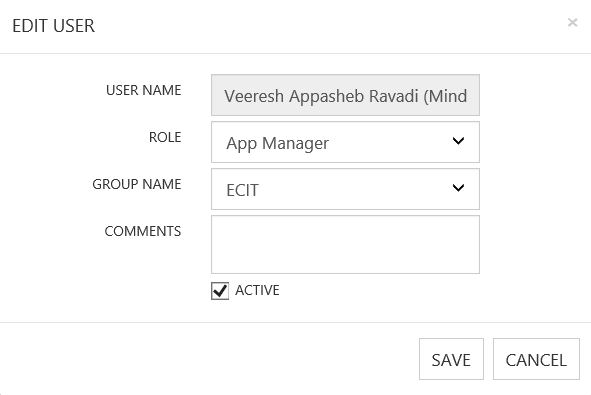 EDIT USER ×
USER NAME Veeresh Appasheb Ravadi (Mind
ROLE App Manager
GROUP NAME ECIT
COMMENTS
ACTIVE
SAVE CANCEL